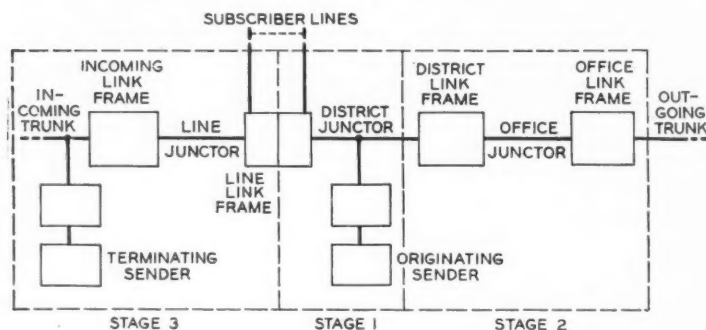 SUBSCRIBER LINES
IN-
COMING
TRUNK
INCOMING
LINK
FRAME
LINE
JUNCTOR
LINE
LINK
FRAME
DISTRICT
JUNCTOR
DISTRICT
LINK
FRAME
OFFICE
JUNCTOR
OFFICE
LINK
FRAME
OUT-
GOING
TRUNK
TERMINATING
SENDER
ORIGINATING
SENDER
STAGE 3
STAGE 1
STAGE 2